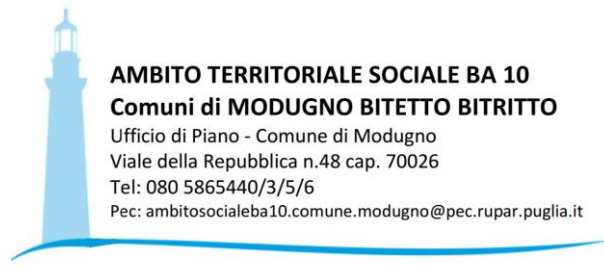 AMBITO TERRITORIALE SOCIALE BA 10
Comuni di MODUGNO BITETTO BITRITTO
Ufficio di Piano - Comune di Modugno
Viale della Repubblica n.48 cap. 70026
Tel: 080 5865440/3/5/6
Pec: ambitosocialeba10.comune.modugno@pec.rupar.puglia.it